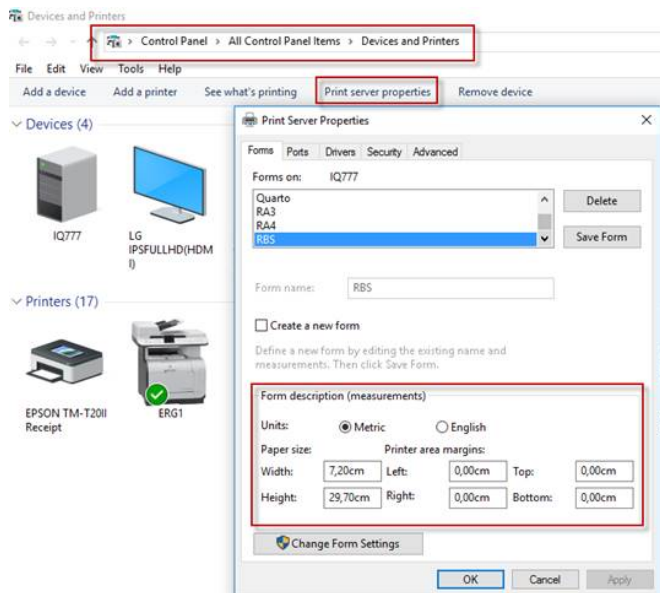 Devices and Printers
Control Panel > All Control Panel Items > Devices and Printers
File Edit View Tools Help
Add a device Add a printer See what's printing Print server properties Remove device
Devices (4)
IQ777
LG
IPSFULLHD(HDM
I)
Printers (17)
EPSON TM-T20II
Receipt
ERG1
Print Server Properties
Forms Ports Drivers Security Advanced
Forms on: IQ777
Quarto
RA3
RA4
RBS
Delete
Save Form
Form name: RBS
Create a new form
Define a new form by editing the existing name and
measurements. Then click Save Form.
Form description (measurements)
Units: Metric English
Paper size: Printer area margins:
Width: 7,20cm Left: 0,00cm Top: 0,00cm
Height: 29,70cm Right: 0,00cm Bottom: 0,00cm
Change Form Settings
OK Cancel Apply